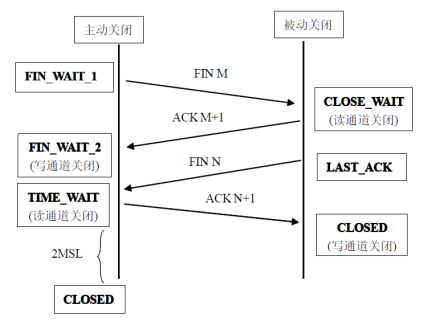 主动关闭
被动关闭
FIN_WAIT_1
FIN M
CLOSE_WAIT
(读通道关闭)
ACK M+1
FIN_WAIT_2
(写通道关闭)
FIN N
LAST_ACK
TIME_WAIT
(读通道关闭)
ACK N+1
CLOSED
(写通道关闭)
2MSL
CLOSED